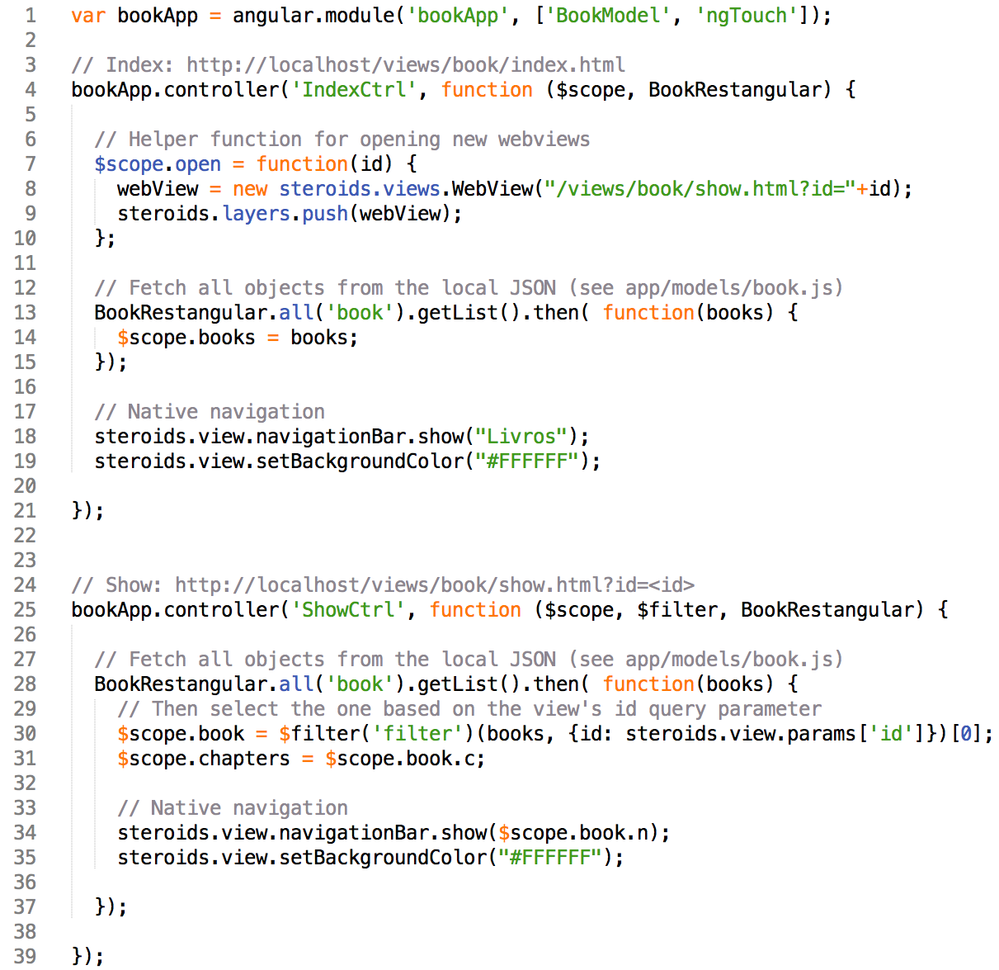 1 var bookApp = angular.module('bookApp', ['BookModel', 'ngTouch']);
2
3 // Index: http://localhost/views/book/index.html
4 bookApp.controller('IndexCtrl', function ($scope, BookRestangular) {
5
6   // Helper function for opening new webviews
7   $scope.open = function(id) {
8     webView = new steroids.views.WebView("/views/book/show.html?id="+id);
9     steroids.layers.push(webView);
10   };
11
12   // Fetch all objects from the local JSON (see app/models/book.js)
13   BookRestangular.all('book').getList().then( function(books) {
14     $scope.books = books;
15   });
16
17   // Native navigation
18   steroids.view.navigationBar.show("Livros");
19   steroids.view.setBackgroundColor("#FFFFFF");
20
21 });
22
23
24 // Show: http://localhost/views/book/show.html?id=<id>
25 bookApp.controller('ShowCtrl', function ($scope, $filter, BookRestangular) {
26
27   // Fetch all objects from the local JSON (see app/models/book.js)
28   BookRestangular.all('book').getList().then( function(books) {
29     // Then select the one based on the view's id query parameter
30     $scope.book = $filter('filter')(books, {id: steroids.view.params['id']})[0];
31     $scope.chapters = $scope.book.c;
32
33     // Native navigation
34     steroids.view.navigationBar.show($scope.book.n);
35     steroids.view.setBackgroundColor("#FFFFFF");
36
37   });
38
39 });